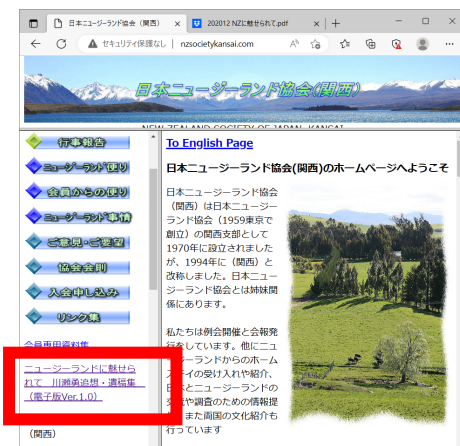 日本ニュージーランド協会（関西）
202012 NZに魅せられて.pdf
セキュリティ保護なし
nzsocietykansai.com
日本ニュージーランド協会(関西)
NEW ZEALAND SOCIETY OF JAPAN, KANSAI
行事報告
ニュージーランド便り
会員からの便り
ニュージーランド事情
ご意見・ご要望
協会会則
入会申し込み
リンク集
会員専用資料集
ニュージーランドに魅せら
れて 川瀬勇追想・遺稿集
（電子版Ver.1.0）
（関西）
To English Page
日本ニュージーランド協会(関西)のホームページへようこそ
日本ニュージーランド協会
（関西）は日本ニュージー
ランド協会（1959東京で
創立）の関西支部として
1970年に設立されました
が、1994年に（関西）と
改称しました。日本ニュー
ジーランド協会とは姉妹関
係にあります。
私たちは例会開催と会報発
行をしています。他にニュ
ージーランドからのホーム
ステイの受け入れや紹介、
日本とニュージーランドの
交流や調査のための情報提
供、また両国の文化紹介も
行っています